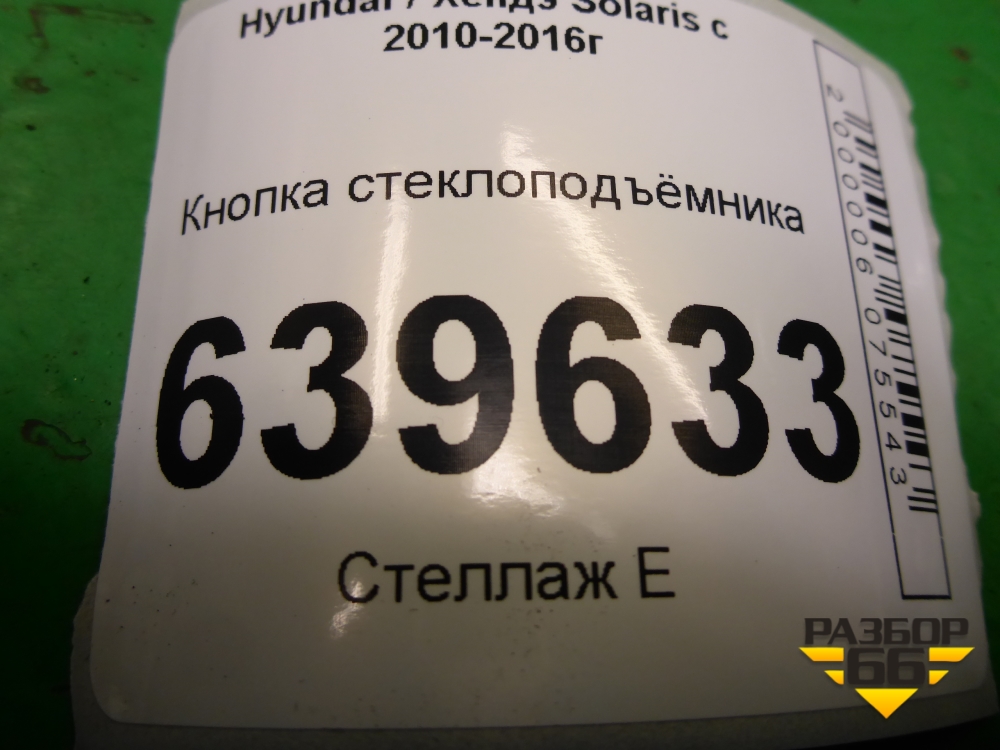 Hyundai / Хендэ Solaris с
2010-2016г
Кнопка стеклоподъёмника
639633
Стеллаж Е
2000006075543
РАЗБОР
66